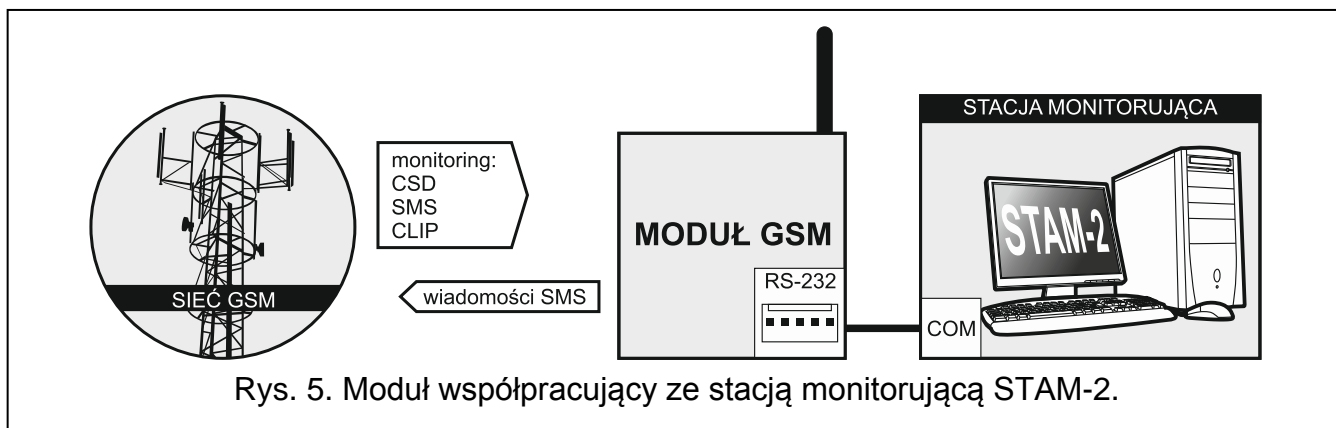 SIEĆ GSM
monitoring:
CSD
SMS
CLIP
wiadomości SMS
MODUŁ GSM
RS-232
STACJA MONITORUJĄCA
STAM-2
COM
Rys. 5. Moduł współpracujący ze stacją monitorującą STAM-2.